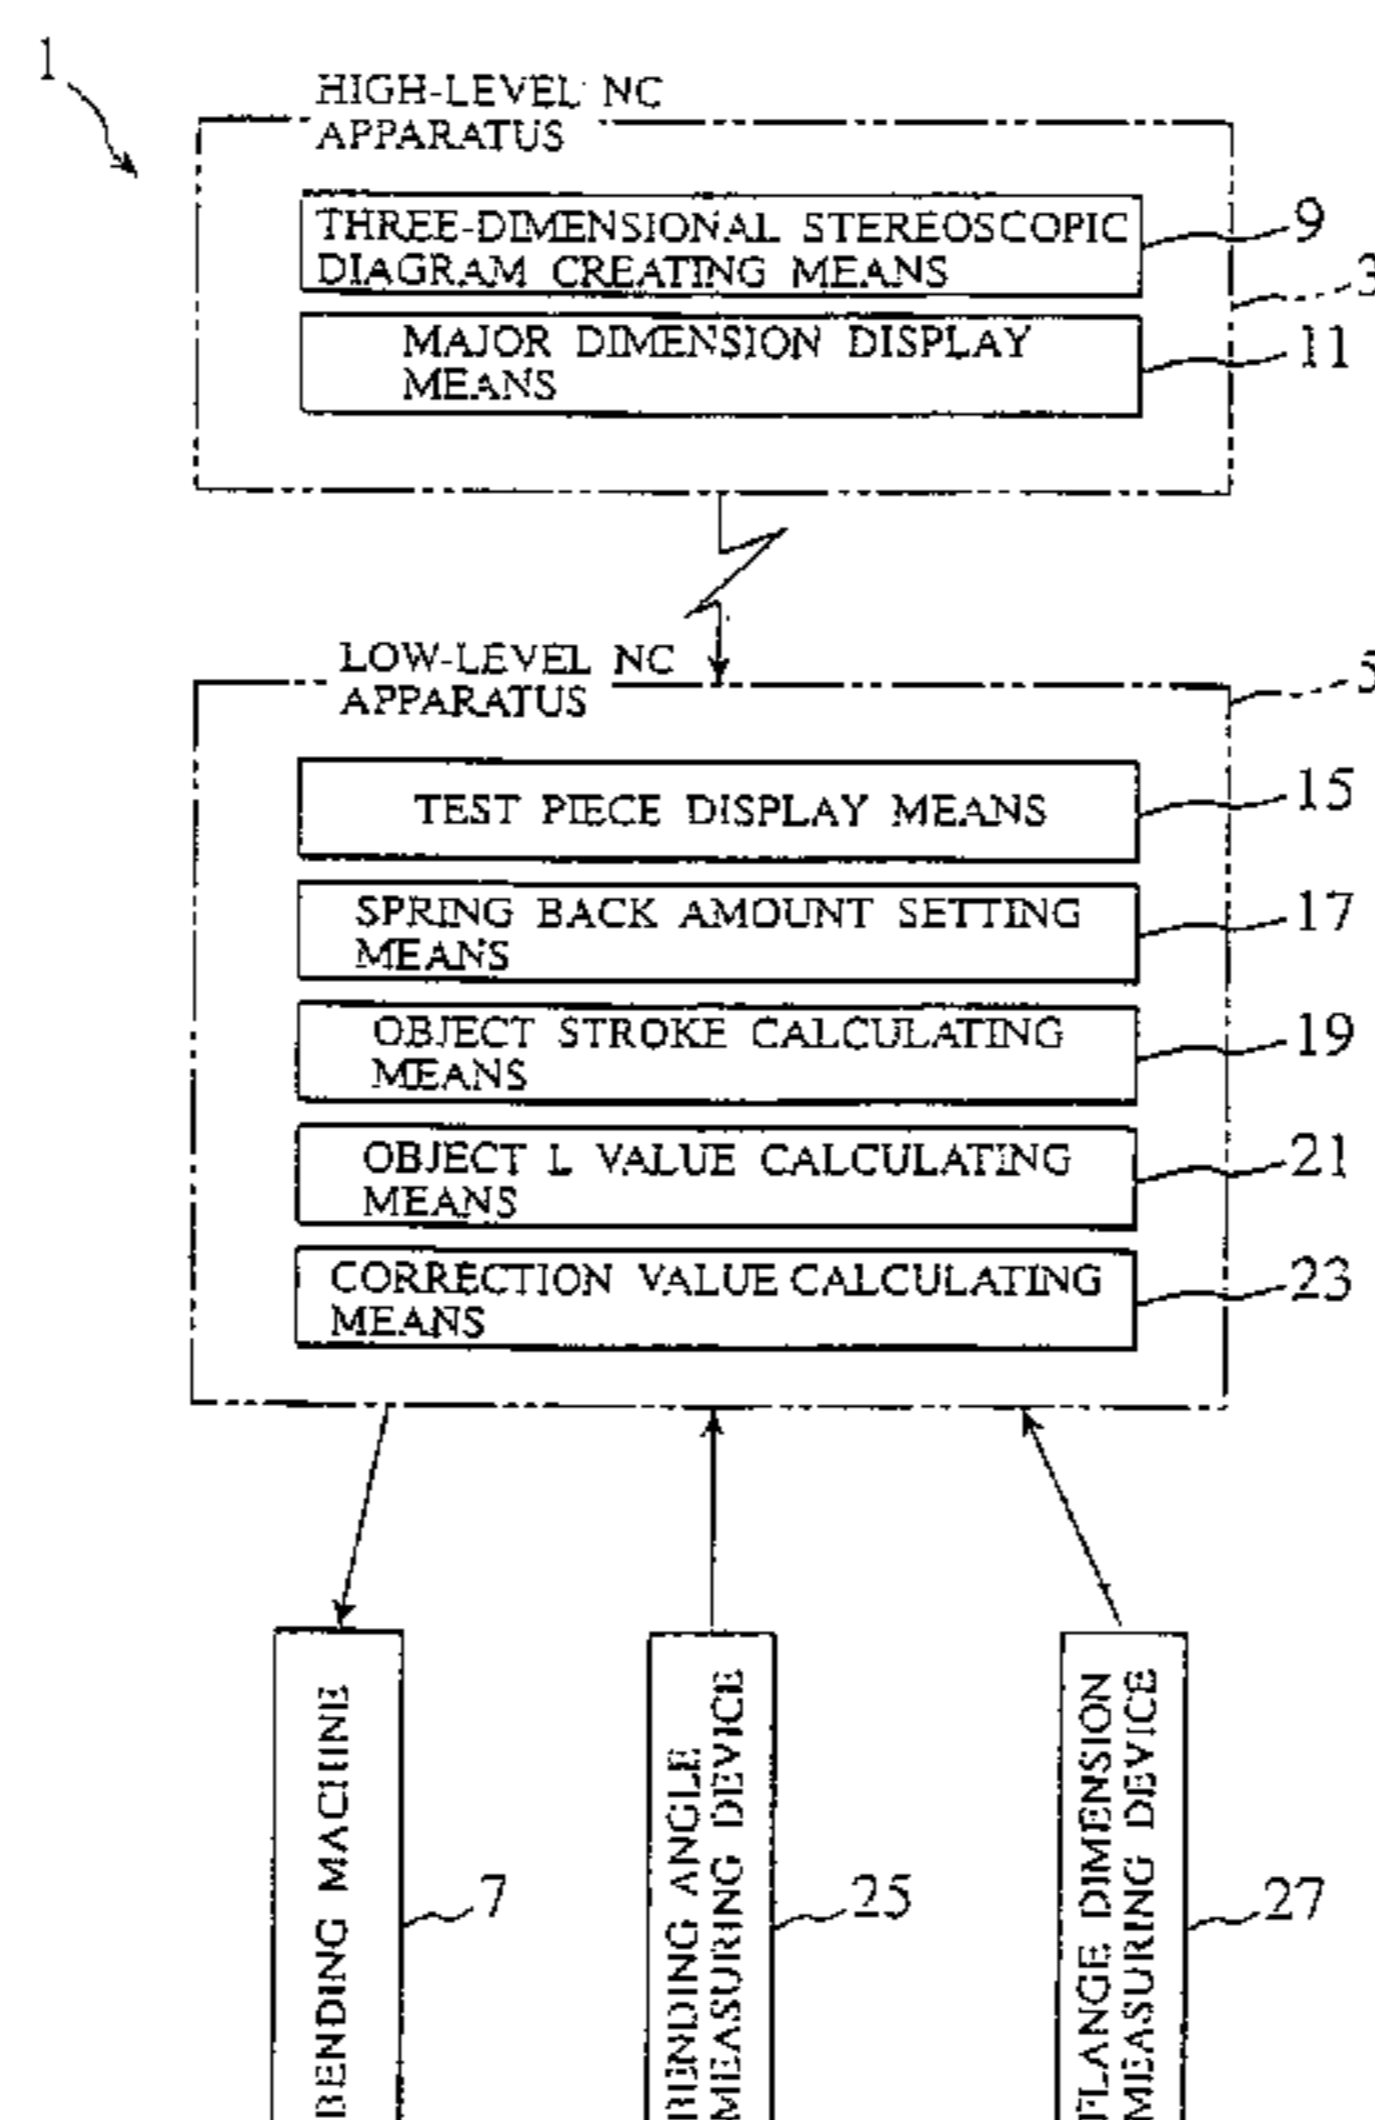 1
HIGH-LEVEL NC
APPARATUS
THREE-DIMENSIONAL STEREOSCOPIC
DIAGRAM CREATING MEANS
9
3
MAJOR DIMENSION DISPLAY
MEANS
11
LOW-LEVEL NC
APPARATUS
5
TEST PIECE DISPLAY MEANS
15
SPRING BACK AMOUNT SETTING
MEANS
17
OBJECT STROKE CALCULATING
MEANS
19
OBJECT L VALUE CALCULATING
MEANS
21
CORRECTION VALUE CALCULATING
MEANS
23
BENDING MACHINE
7
BENDING ANGLE
MEASURING DEVICE
25
FLANGE DIMENSION
MEASURING DEVICE
27